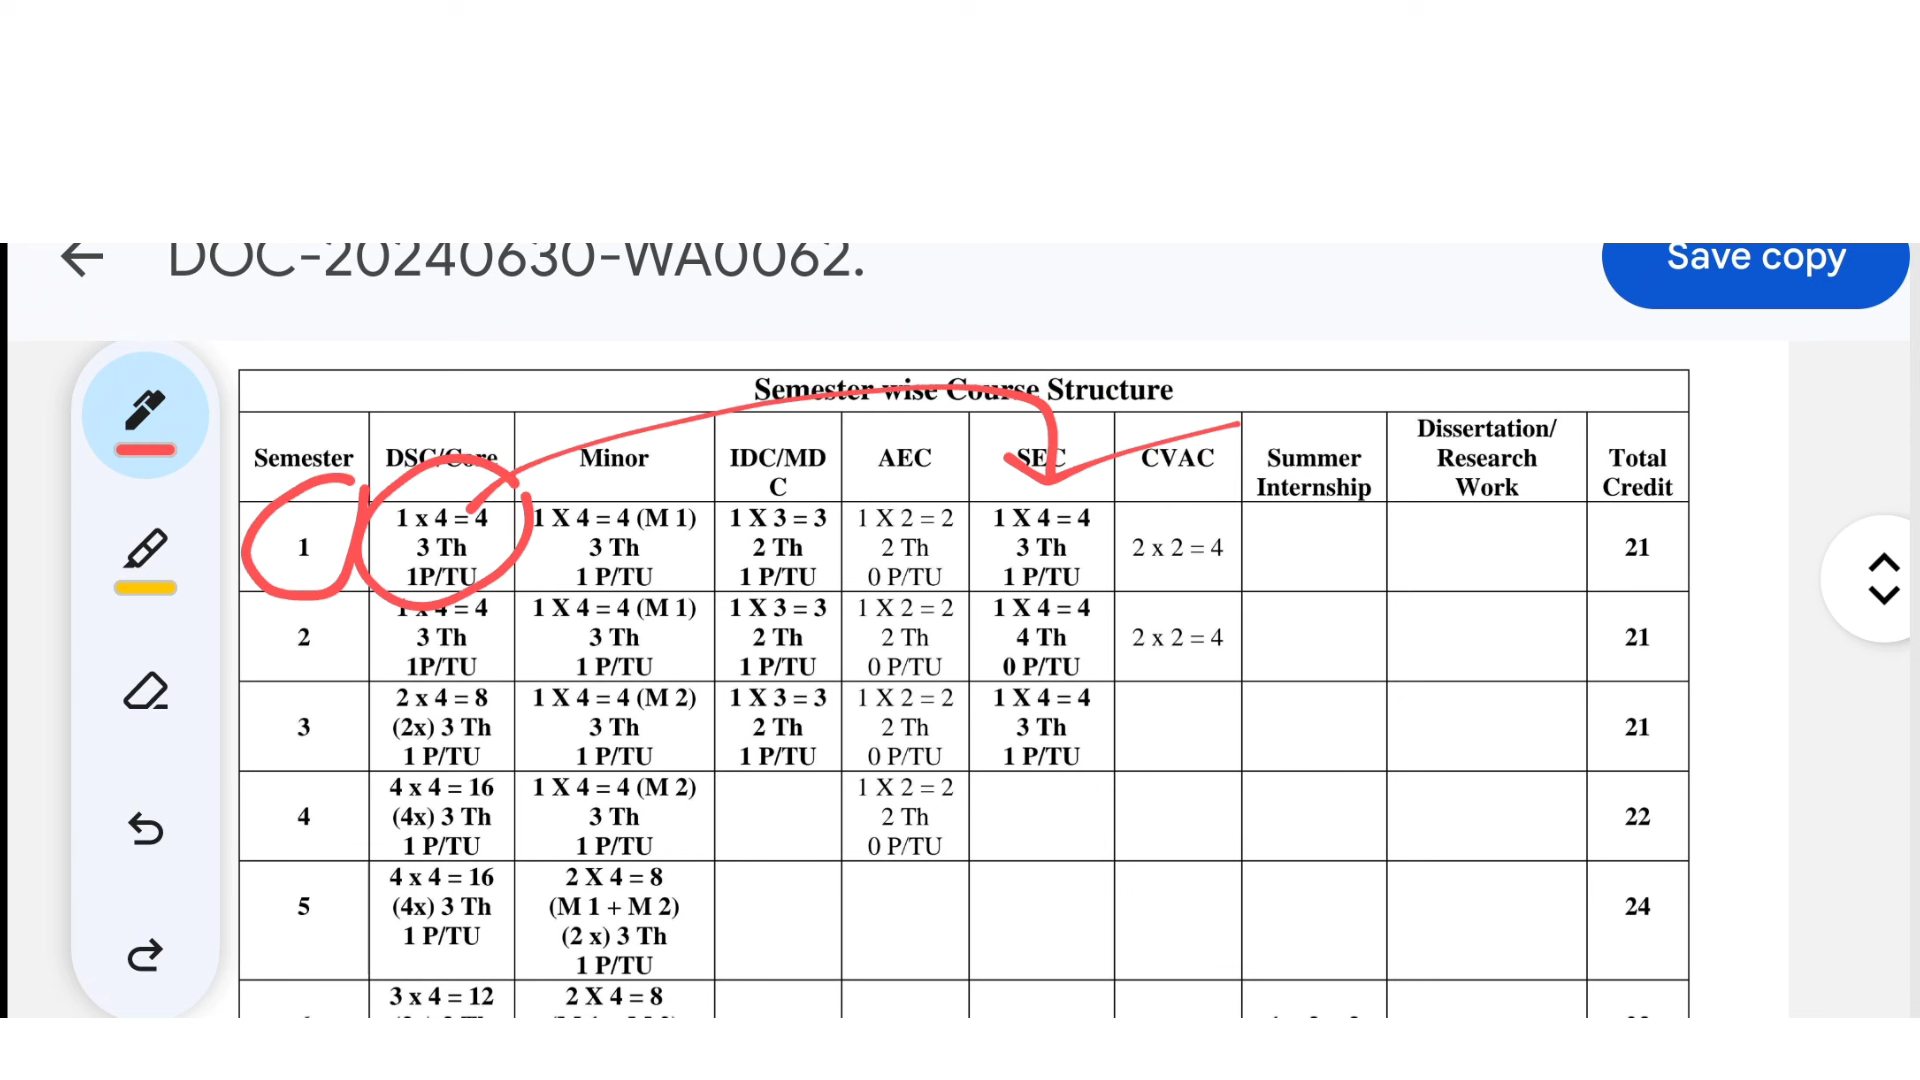 DOC-20240630-WA0062.
Save copy
Semester wise Course Structure
Semester DSC/Core Minor IDC/MD AEC SEC CVAC Summer Dissertation/ Total
C Internship Research Credit
Work
1 1 x 4 = 4 1 X 4 = 4 (M 1) 1 X 3 = 3 1 X 2 = 2 1 X 4 = 4 2 x 2 = 4 21
3 Th 3 Th 2 Th 2 Th 3 Th
1P/TU 1 P/TU 1 P/TU 0 P/TU 1 P/TU
2 1 x 4 = 4 1 X 4 = 4 (M 1) 1 X 3 = 3 1 X 2 = 2 1 X 4 = 4 2 x 2 = 4 21
3 Th 3 Th 2 Th 2 Th 4 Th
1P/TU 1 P/TU 1 P/TU 0 P/TU 0 P/TU
3 2 x 4 = 8 1 X 4 = 4 (M 2) 1 X 3 = 3 1 X 2 = 2 1 X 4 = 4 21
(2x) 3 Th 3 Th 2 Th 2 Th 3 Th
1 P/TU 1 P/TU 1 P/TU 0 P/TU 1 P/TU
4 4 x 4 = 16 1 X 4 = 4 (M 2) 1 X 2 = 2 22
(4x) 3 Th 3 Th 2 Th
1 P/TU 1 P/TU 0 P/TU
5 4 x 4 = 16 2 X 4 = 8 24
(4x) 3 Th (M 1 + M 2)
1 P/TU (2 x) 3 Th
1 P/TU
3 x 4 = 12 2 X 4 = 8